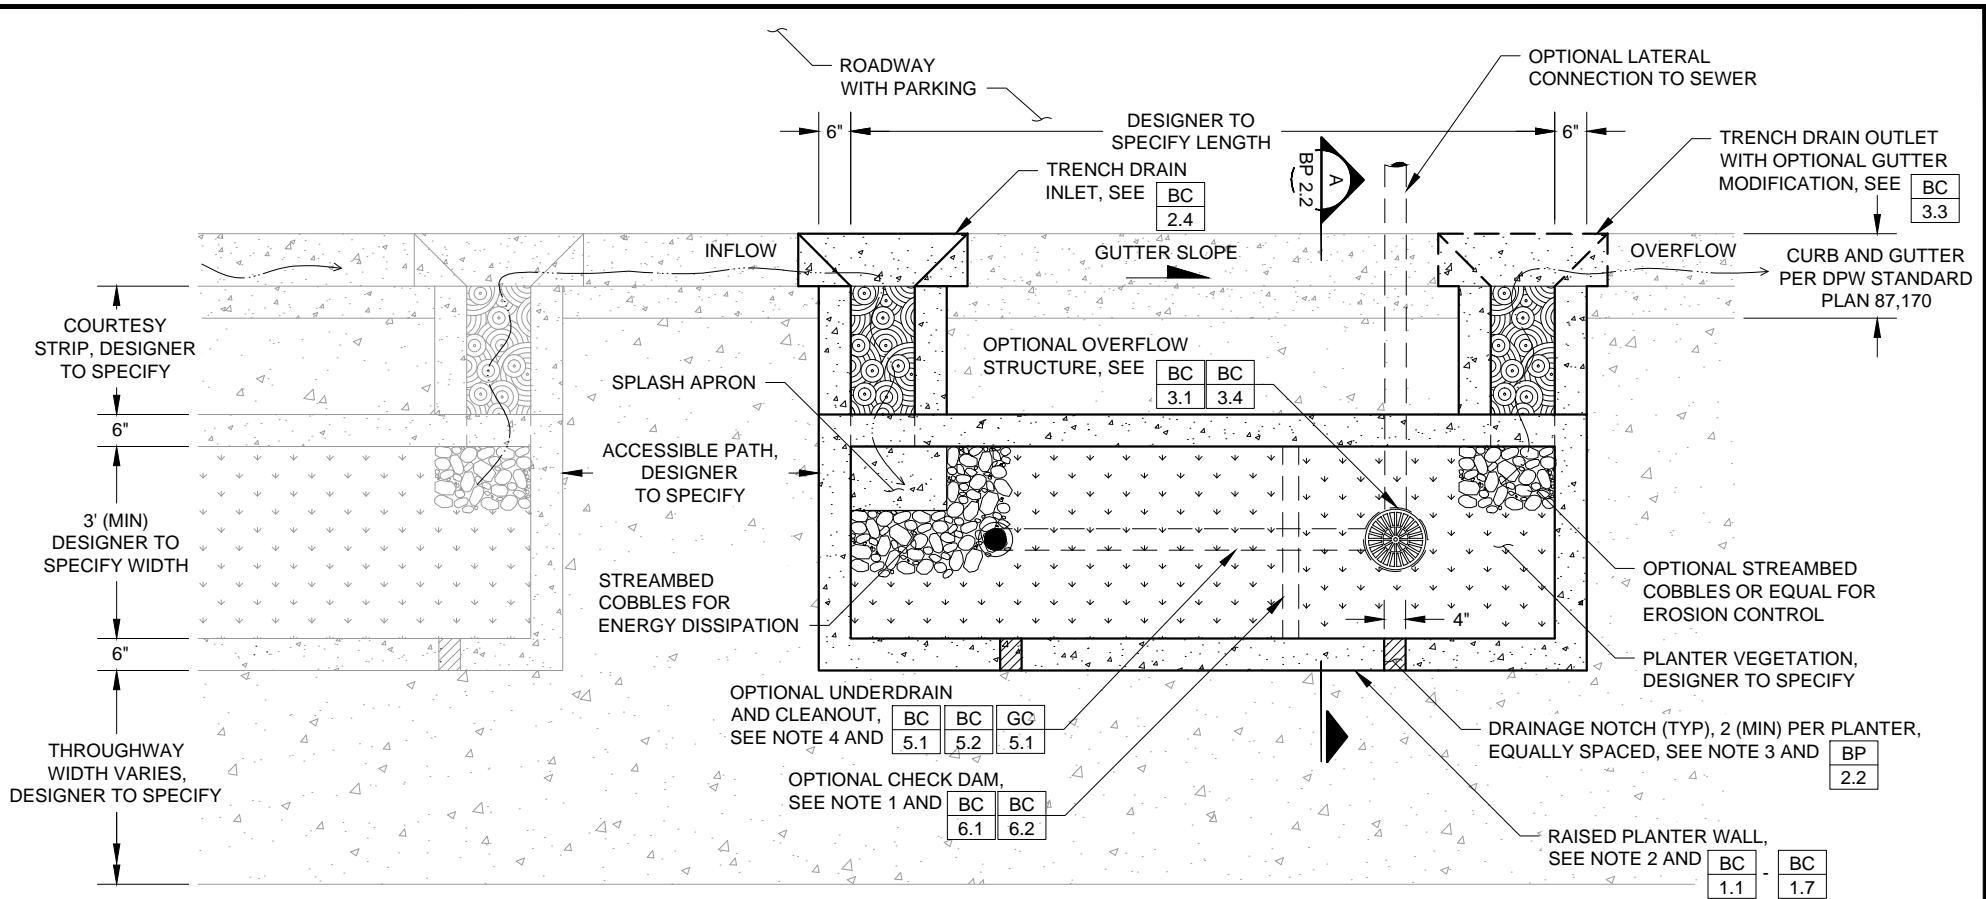 ROADWAY
WITH PARKING
OPTIONAL LATERAL
CONNECTION TO SEWER
6"
DESIGNER TO
SPECIFY LENGTH
6"
TRENCH DRAIN
INLET, SEE BC
2.4
A
BP 2.2
TRENCH DRAIN OUTLET
WITH OPTIONAL GUTTER
MODIFICATION, SEE BC
3.3
INFLOW
GUTTER SLOPE
OVERFLOW
CURB AND GUTTER
PER DPW STANDARD
PLAN 87,170
COURTESY
STRIP, DESIGNER
TO SPECIFY
OPTIONAL OVERFLOW
STRUCTURE, SEE BC BC
3.1 3.4
SPLASH APRON
6"
ACCESSIBLE PATH,
DESIGNER
TO SPECIFY
3' (MIN)
DESIGNER TO
SPECIFY WIDTH
STREAMBED
COBBLES FOR
ENERGY DISSIPATION
4"
OPTIONAL STREAMBED
COBBLES OR EQUAL FOR
EROSION CONTROL
6"
PLANTER VEGETATION,
DESIGNER TO SPECIFY
OPTIONAL UNDERDRAIN
AND CLEANOUT,
SEE NOTE 4 AND BC BC GC
5.1 5.2 5.1
DRAINAGE NOTCH (TYP), 2 (MIN) PER PLANTER,
EQUALLY SPACED, SEE NOTE 3 AND BP
2.2
THROUGHWAY
WIDTH VARIES,
DESIGNER TO SPECIFY
OPTIONAL CHECK DAM,
SEE NOTE 1 AND BC BC
6.1 6.2
RAISED PLANTER WALL,
SEE NOTE 2 AND BC - BC
1.1 1.7